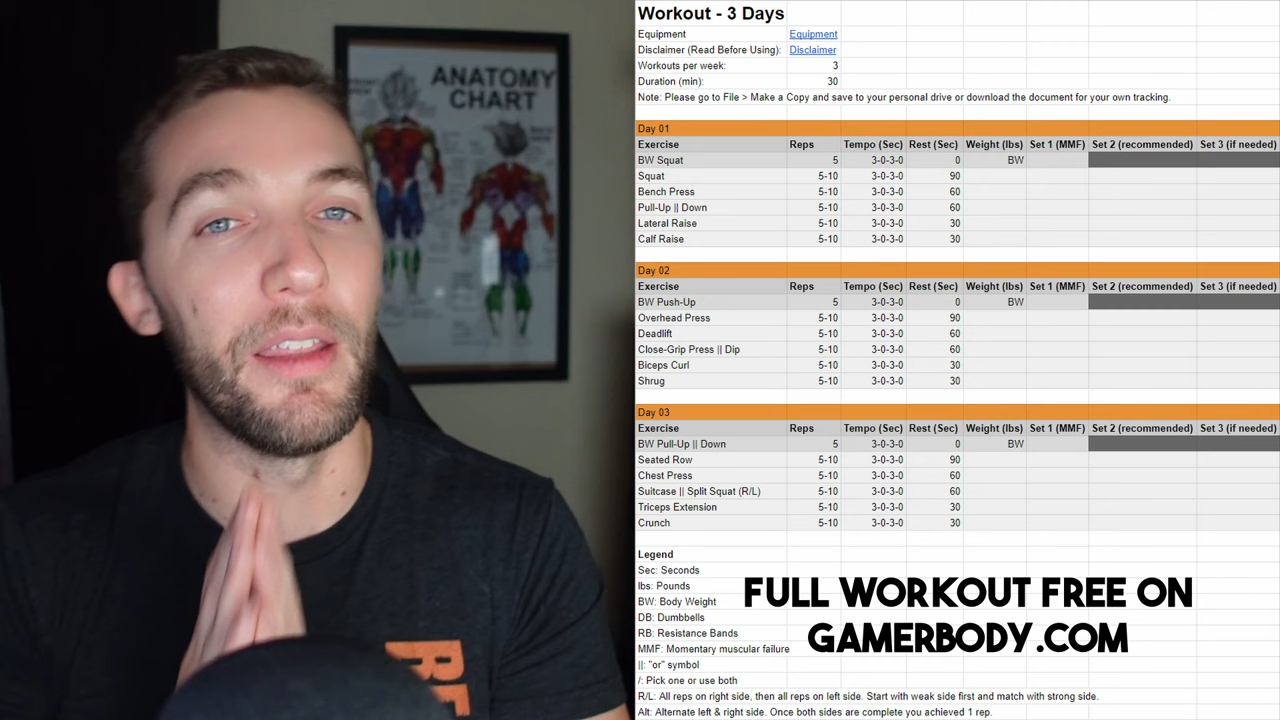 ANATOMY
CHART
RE
Workout - 3 Days
Equipment Equipment
Disclaimer (Read Before Using): Disclaimer
Workouts per week: 3
Duration (min): 30
Note: Please go to File > Make a Copy and save to your personal drive or download the document for your own tracking.
Day 01
Exercise Reps Tempo (Sec) Rest (Sec) Weight (lbs) Set 1 (MMF) Set 2 (recommended) Set 3 (if needed)
BW Squat 5 3-0-3-0 0 BW
Squat 5-10 3-0-3-0 90
Bench Press 5-10 3-0-3-0 60
Pull-Up || Down 5-10 3-0-3-0 60
Lateral Raise 5-10 3-0-3-0 30
Calf Raise 5-10 3-0-3-0 30
Day 02
Exercise Reps Tempo (Sec) Rest (Sec) Weight (lbs) Set 1 (MMF) Set 2 (recommended) Set 3 (if needed)
BW Push-Up 5 3-0-3-0 0 BW
Overhead Press 5-10 3-0-3-0 90
Deadlift 5-10 3-0-3-0 60
Close-Grip Press || Dip 5-10 3-0-3-0 60
Biceps Curl 5-10 3-0-3-0 30
Shrug 5-10 3-0-3-0 30
Day 03
Exercise Reps Tempo (Sec) Rest (Sec) Weight (lbs) Set 1 (MMF) Set 2 (recommended) Set 3 (if needed)
BW Pull-Up || Down 5 3-0-3-0 0 BW
Seated Row 5-10 3-0-3-0 90
Chest Press 5-10 3-0-3-0 60
Suitcase || Split Squat (R/L) 5-10 3-0-3-0 60
Triceps Extension 5-10 3-0-3-0 30
Crunch 5-10 3-0-3-0 30
Legend
Sec: Seconds
lbs: Pounds
BW: Body Weight
DB: Dumbbells
RB: Resistance Bands
MMF: Momentary muscular failure
||: "or" symbol
/: Pick one or use both
R/L: All reps on right side, then all reps on left side. Start with weak side first and match with strong side.
Alt: Alternate left & right side. Once both sides are complete you achieved 1 rep.
FULL WORKOUT FREE ON
GAMERBODY.COM